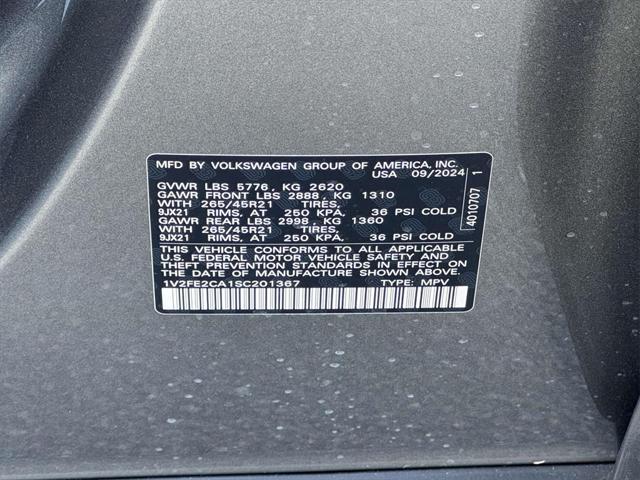 MFD BY VOLKSWAGEN GROUP OF AMERICA, INC.
USA 09/2024
GVWR LBS 5776, KG 2620
GAWR FRONT LBS 2888, KG 1310
WITH 265/45R21 TIRES,
9JX21 RIMS, AT 250 KPA, 36 PSI COLD
GAWR REAR LBS 2998, KG 1360
WITH 265/45R21 TIRES,
9JX21 RIMS, AT 250 KPA, 36 PSI COLD
THIS VEHICLE CONFORMS TO ALL APPLICABLE
U.S. FEDERAL MOTOR VEHICLE SAFETY AND
THEFT PREVENTION STANDARDS IN EFFECT ON
THE DATE OF MANUFACTURE SHOWN ABOVE.
1V2FE2CA1SC201367 TYPE: MPV
4010707 1